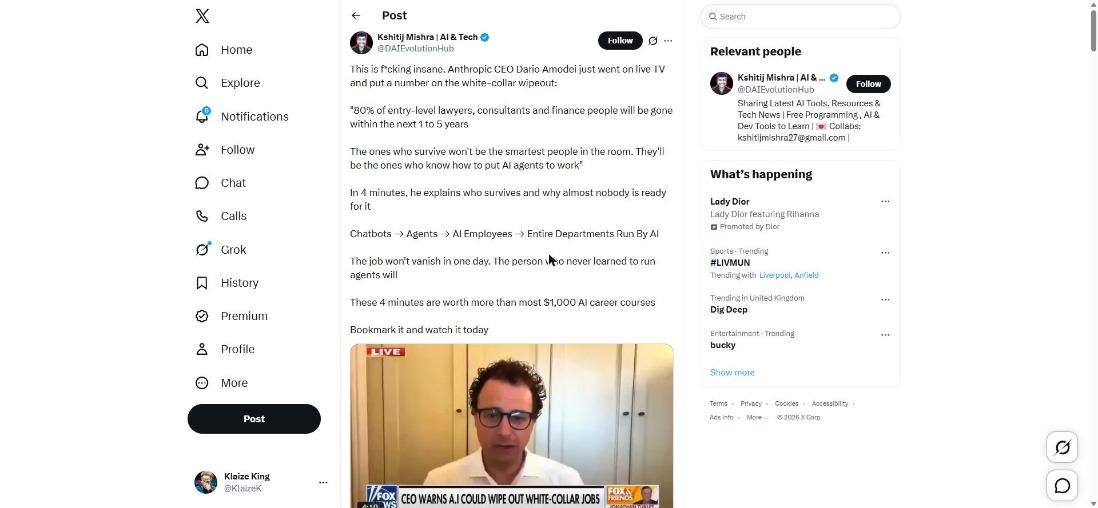 Post
Search
Kshitij Mishra | AI & Tech
@DAIEvolutionHub
Follow
This is f*cking insane. Anthropic CEO Dario Amodei just went on live TV
and put a number on the white-collar wipeout:
"80% of entry-level lawyers, consultants and finance people will be gone
within the next 1 to 5 years
The ones who survive won't be the smartest people in the room. They'll
be the ones who know how to put AI agents to work"
In 4 minutes, he explains who survives and why almost nobody is ready
for it
Chatbots → Agents → AI Employees → Entire Departments Run By AI
The job won't vanish in one day. The person who never learned to run
agents will
These 4 minutes are worth more than most $1,000 AI career courses
Bookmark it and watch it today
LIVE
FOX
NEWS
CEO WARNS A.I COULD WIPE OUT WHITE-COLLAR JOBS
FOX&
FRIENDS
4:10
Home
Explore
Notifications
Follow
Chat
Calls
Grok
History
Premium
Profile
More
Post
Klaize King
@KlaizeK
Relevant people
Kshitij Mishra | AI & ...
@DAIEvolutionHub
Follow
Sharing Latest AI Tools, Resources &
Tech News | Free Programming , AI &
Dev Tools to Learn | 💌 Collabs:
kshitijmishra27@gmail.com |
What's happening
Lady Dior
Lady Dior featuring Rihanna
Promoted by Dior
Sports · Trending
#LIVMUN
Trending with Liverpool, Anfield
Trending in United Kingdom
Dig Deep
Entertainment · Trending
bucky
Show more
Terms · Privacy · Cookies · Accessibility ·
Ads info · More ··· © 2026 X Corp.